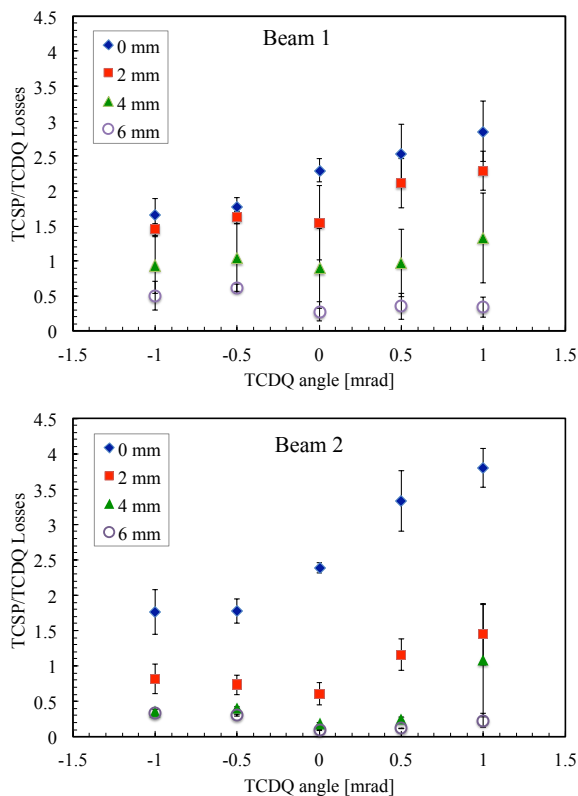 4.5
Beam 1
0 mm
4
2 mm
3.5
4 mm
3
6 mm
2.5
2
1.5
1
0.5
0
TCSP/TCDQ Losses
-1.5 -1 -0.5 0 0.5 1 1.5
TCDQ angle [mrad]
4.5
Beam 2
0 mm
4
2 mm
3.5
4 mm
3
6 mm
2.5
2
1.5
1
0.5
0
TCSP/TCDQ Losses
-1.5 -1 -0.5 0 0.5 1 1.5
TCDQ angle [mrad]